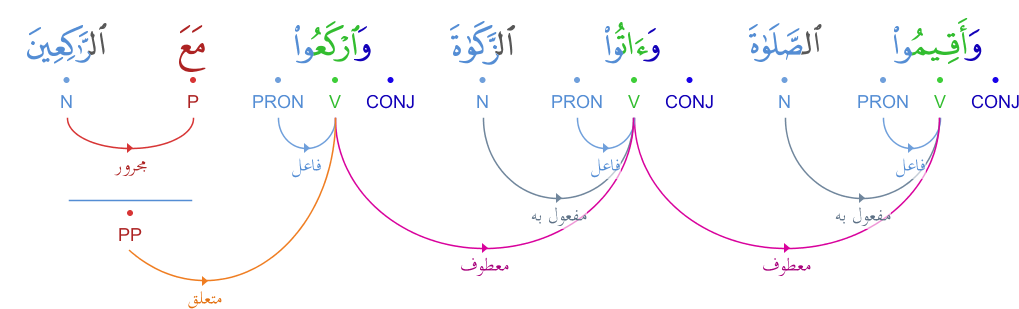 وَأَقِيمُوا۟ ٱلصَّلَوٰةَ وَءَاتُوا۟ ٱلزَّكَوٰةَ وَٱرْكَعُوا۟ مَعَ ٱلرَّٰكِعِينَ
N P PRON V CONJ N PRON V CONJ N PRON V CONJ
مجرور فاعل فاعل فاعل
مفعول به مفعول به
PP
معطوف معطوف
متعلق